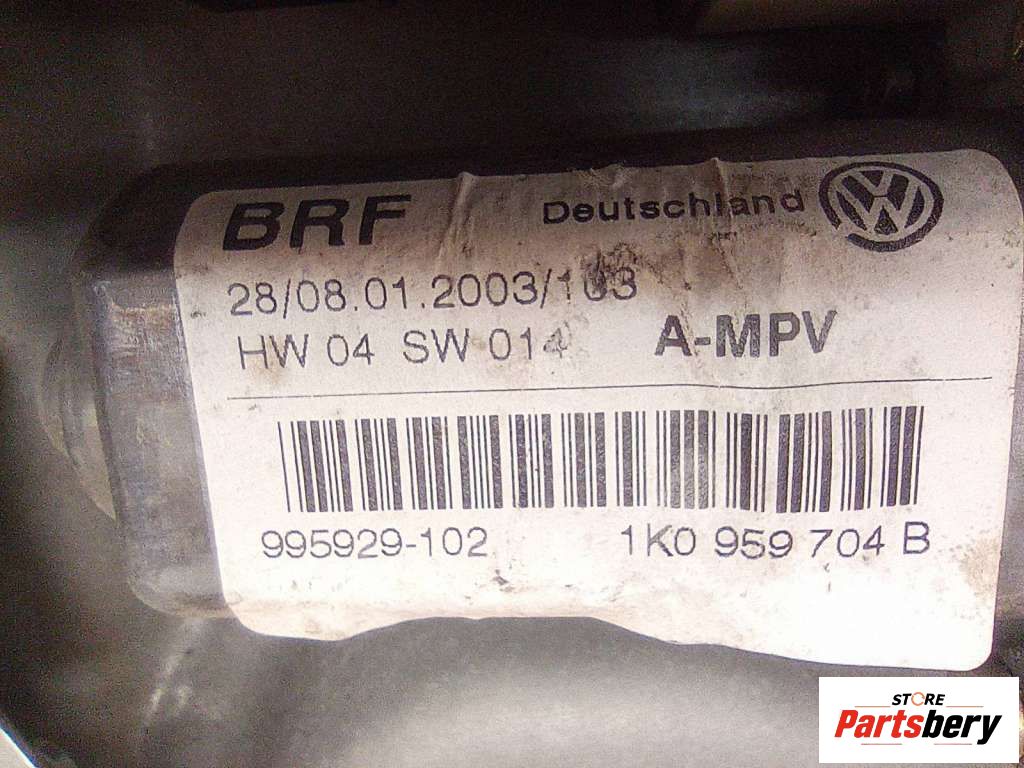 BRF Deutschland VW
28/08.01.2003/103
HW 04 SW 014 A-MPV
995929-102 1K0 959 704 B
STORE
Partsbery